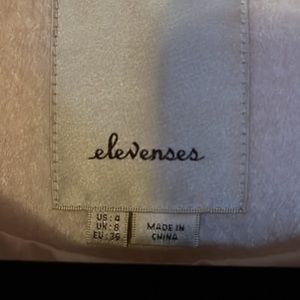 elevenses
US: 4
UK: 8
EU: 36
MADE IN
CHINA